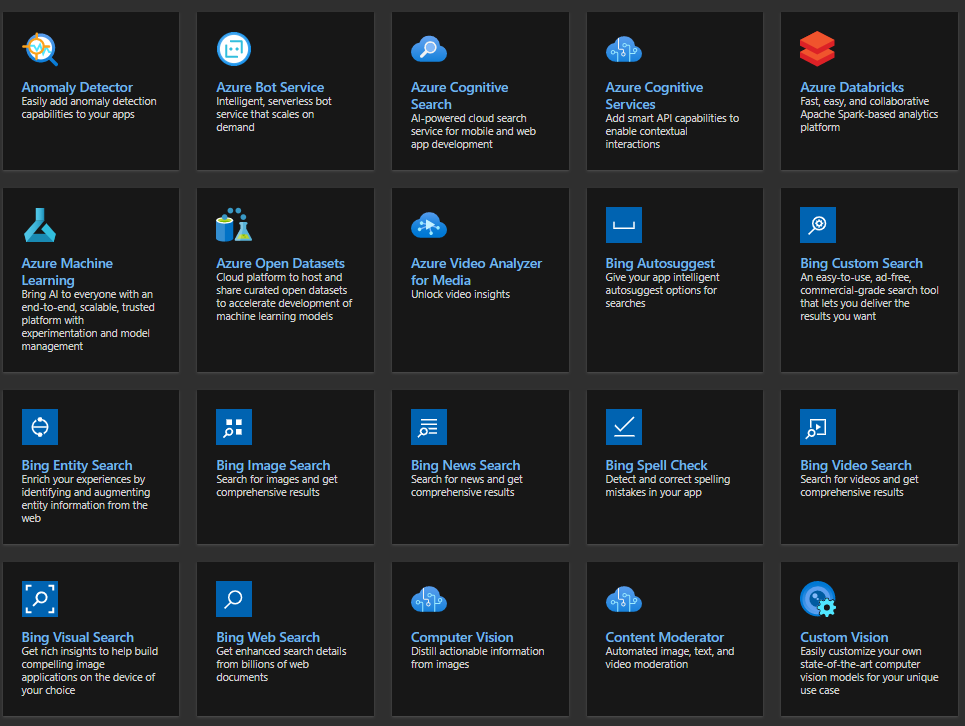 Anomaly Detector
Easily add anomaly detection
capabilities to your apps
Azure Bot Service
Intelligent, serverless bot
service that scales on
demand
Azure Cognitive
Search
AI-powered cloud search
service for mobile and web
app development
Azure Cognitive
Services
Add smart API capabilities to
enable contextual
interactions
Azure Databricks
Fast, easy, and collaborative
Apache Spark-based analytics
platform
Azure Machine
Learning
Bring AI to everyone with an
end-to-end, scalable, trusted
platform with
experimentation and model
management
Azure Open Datasets
Cloud platform to host and
share curated open datasets
to accelerate development of
machine learning models
Azure Video Analyzer
for Media
Unlock video insights
Bing Autosuggest
Give your app intelligent
autosuggest options for
searches
Bing Custom Search
An easy-to-use, ad-free,
commercial-grade search tool
that lets you deliver the
results you want
Bing Entity Search
Enrich your experiences by
identifying and augmenting
entity information from the
web
Bing Image Search
Search for images and get
comprehensive results
Bing News Search
Search for news and get
comprehensive results
Bing Spell Check
Detect and correct spelling
mistakes in your app
Bing Video Search
Search for videos and get
comprehensive results
Bing Visual Search
Get rich insights to help build
compelling image
applications on the device of
your choice
Bing Web Search
Get enhanced search details
from billions of web
documents
Computer Vision
Distill actionable information
from images
Content Moderator
Automated image, text, and
video moderation
Custom Vision
Easily customize your own
state-of-the-art computer
vision models for your unique
use case